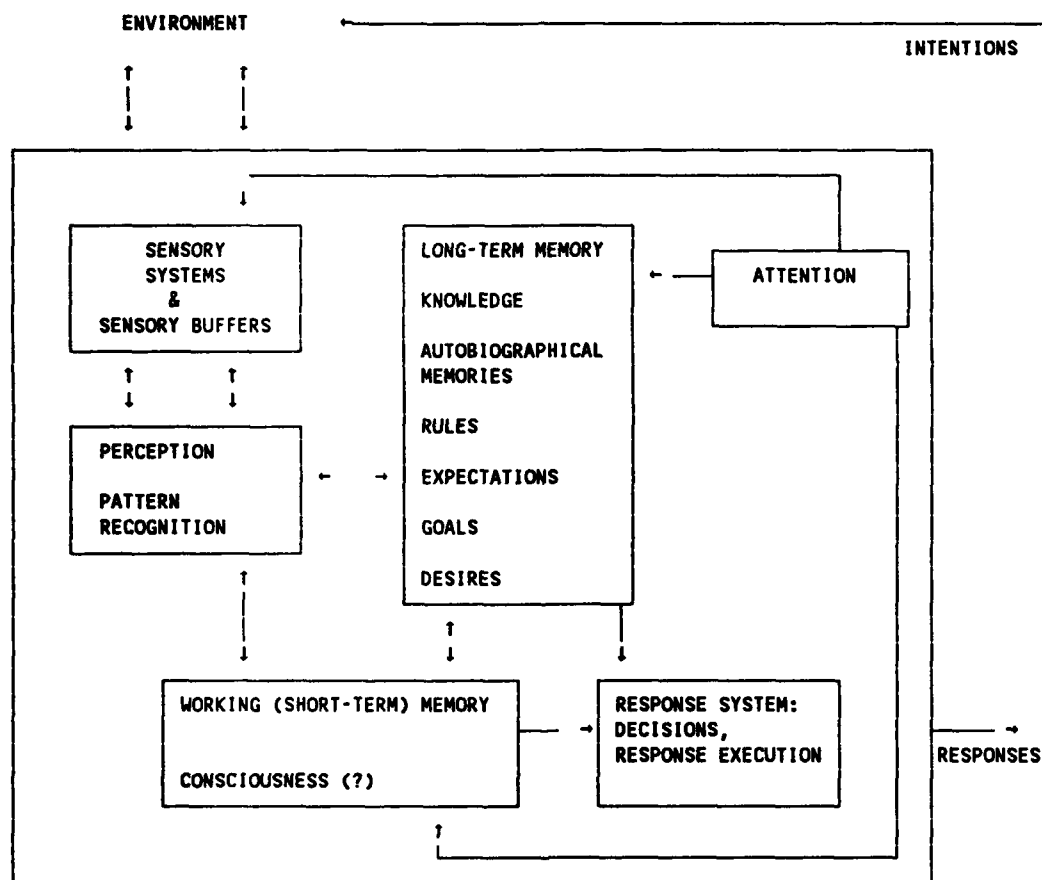 ENVIRONMENT
INTENTIONS
SENSORY
SYSTEMS
&
SENSORY BUFFERS
LONG-TERM MEMORY
KNOWLEDGE
AUTOBIOGRAPHICAL
MEMORIES
RULES
EXPECTATIONS
GOALS
DESIRES
ATTENTION
PERCEPTION
PATTERN
RECOGNITION
WORKING (SHORT-TERM) MEMORY
CONSCIOUSNESS (?)
RESPONSE SYSTEM:
DECISIONS,
RESPONSE EXECUTION
RESPONSES